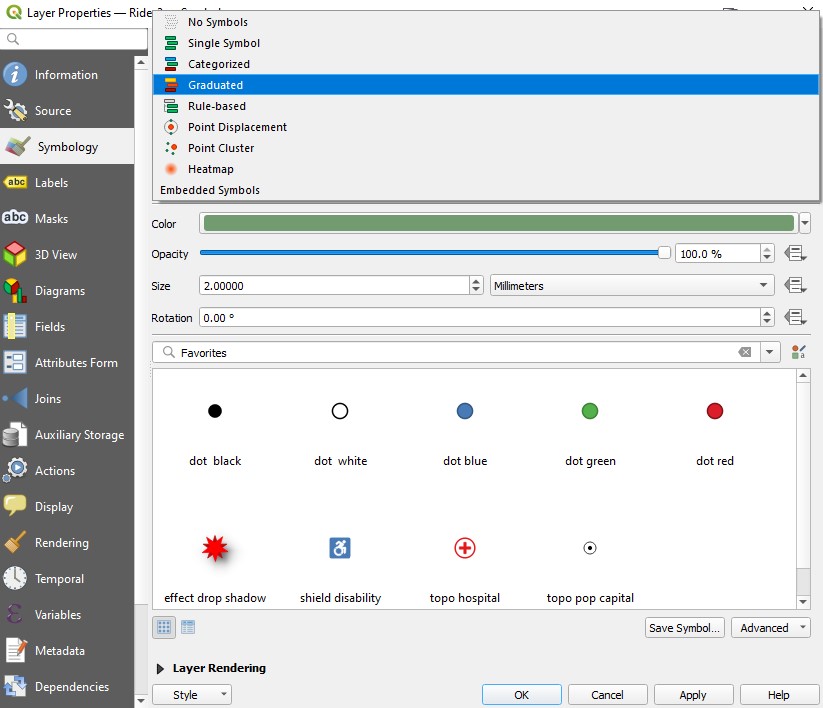 Layer Properties — Ride
No Symbols
Single Symbol
Categorized
Graduated
Rule-based
Point Displacement
Point Cluster
Heatmap
Embedded Symbols
Information
Source
Symbology
abc Labels
abc Masks
3D View
Diagrams
Fields
Attributes Form
Joins
Auxiliary Storage
Actions
Display
Rendering
Temporal
Variables
Metadata
Dependencies
Color
Opacity 100.0 %
Size 2.00000 Millimeters
Rotation 0.00 °
Favorites
dot  black dot  white dot blue dot green dot red
effect drop shadow shield disability topo hospital topo pop capital
Save Symbol... Advanced
Layer Rendering
Style OK Cancel Apply Help